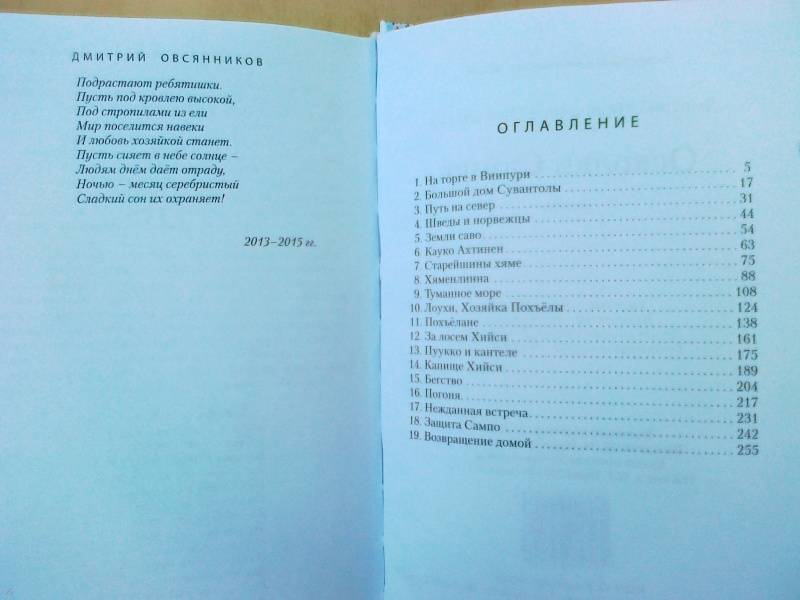 ДМИТРИЙ ОВСЯННИКОВ
Подрастают ребятишки.
Пусть под кровлею высокой,
Под стропилами из ели
Мир поселится навеки
И любовь хозяйкой станет.
Пусть сияет в небе солнце –
Людям днём даёт отраду,
Ночью – месяц серебристый
Сладкий сон их охраняет!
2013–2015 гг.
ОГЛАВЛЕНИЕ
1. На торге в Виипури 5
2. Большой дом Сувантолы 17
3. Путь на север 31
4. Шведы и норвежцы 44
5. Земли саво 54
6. Кауко Ахтинен 63
7. Старейшины хяме 75
8. Хяменлинна 88
9. Туманное море 108
10. Лоухи, Хозяйка Похъёлы 124
11. Похъёлане 138
12. За лосем Хийси 161
13. Пуукко и кантеле 175
14. Капище Хийси 189
15. Бегство 204
16. Погоня 217
17. Нежданная встреча 231
18. Защита Сампо 242
19. Возвращение домой 255